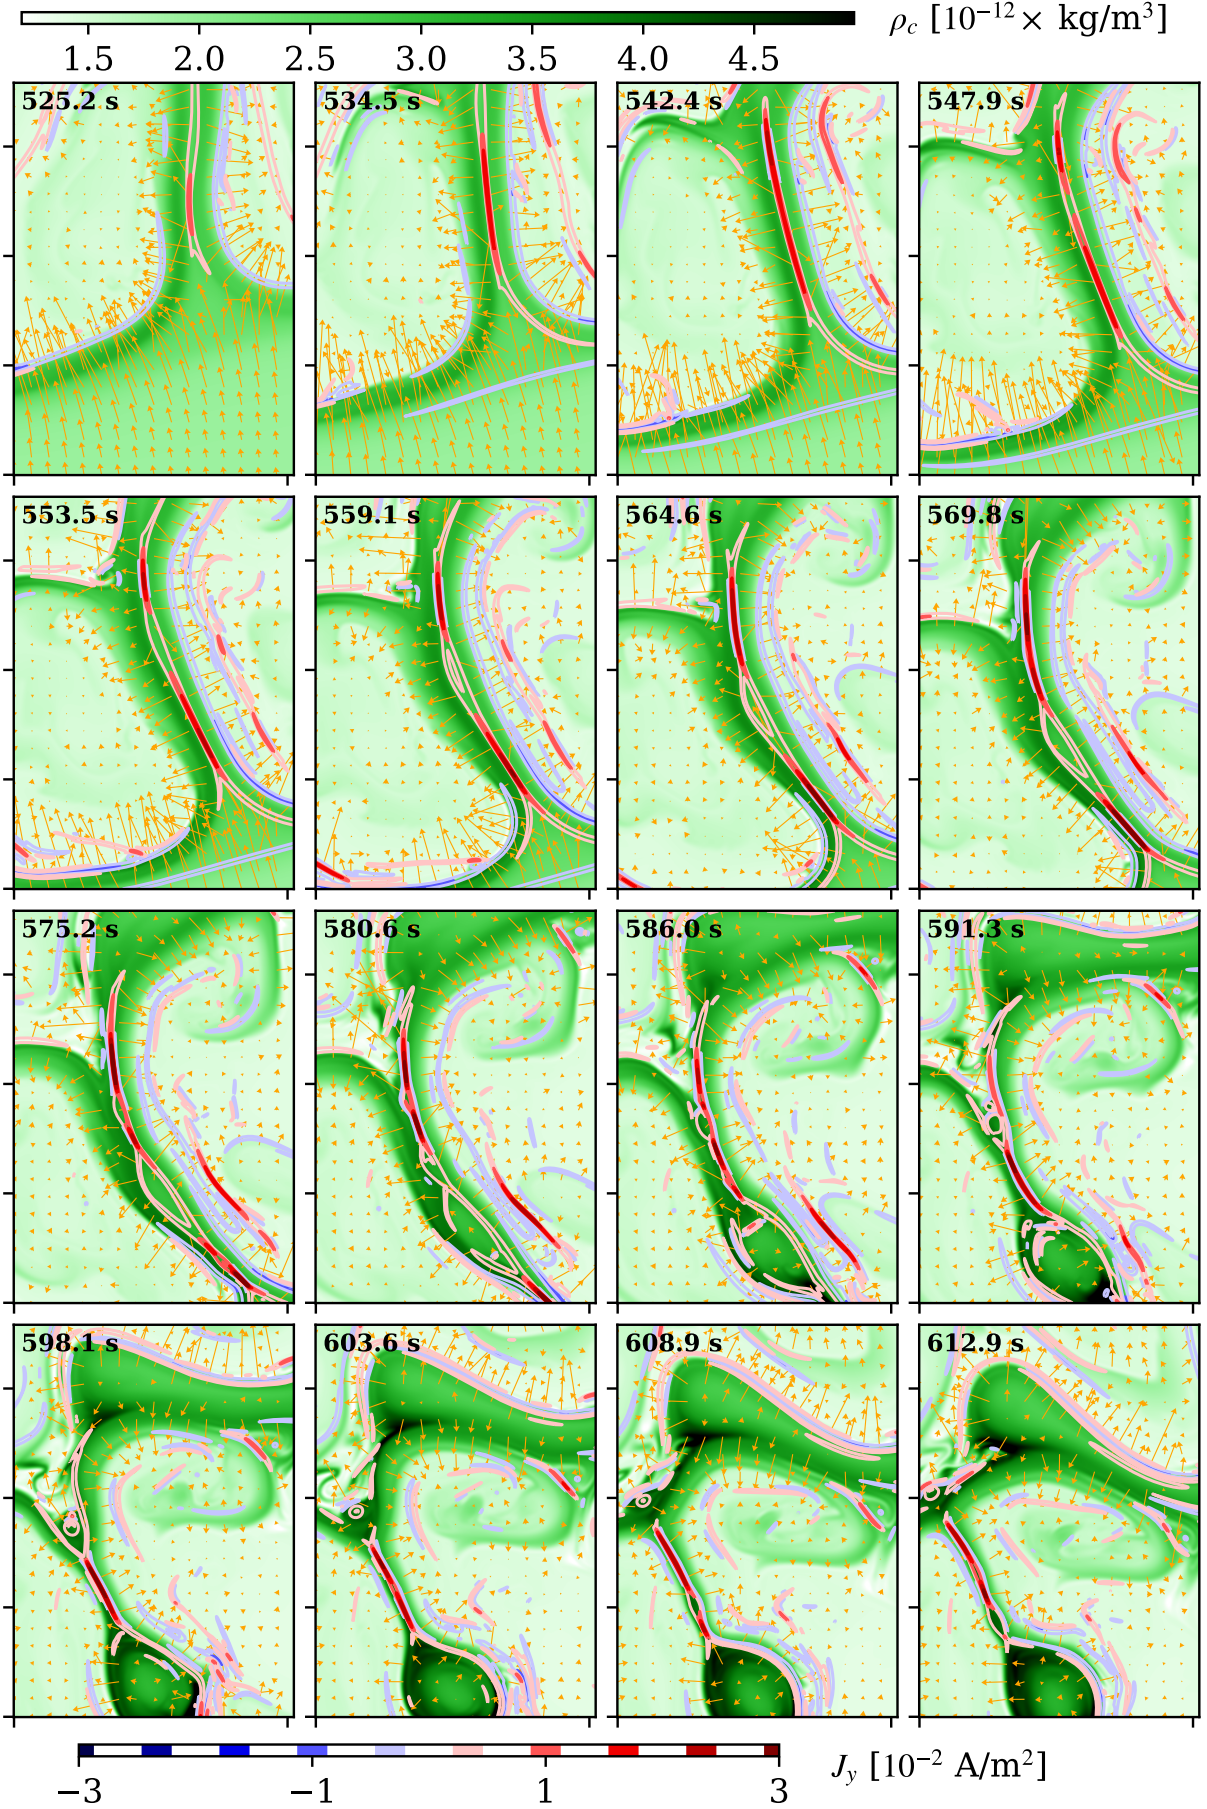 ρc [10⁻¹² × kg/m³]
1.5 2.0 2.5 3.0 3.5 4.0 4.5
525.2 s 534.5 s 542.4 s 547.9 s
553.5 s 559.1 s 564.6 s 569.8 s
575.2 s 580.6 s 586.0 s 591.3 s
598.1 s 603.6 s 608.9 s 612.9 s
Jy [10⁻² A/m²]
−3 −1 1 3